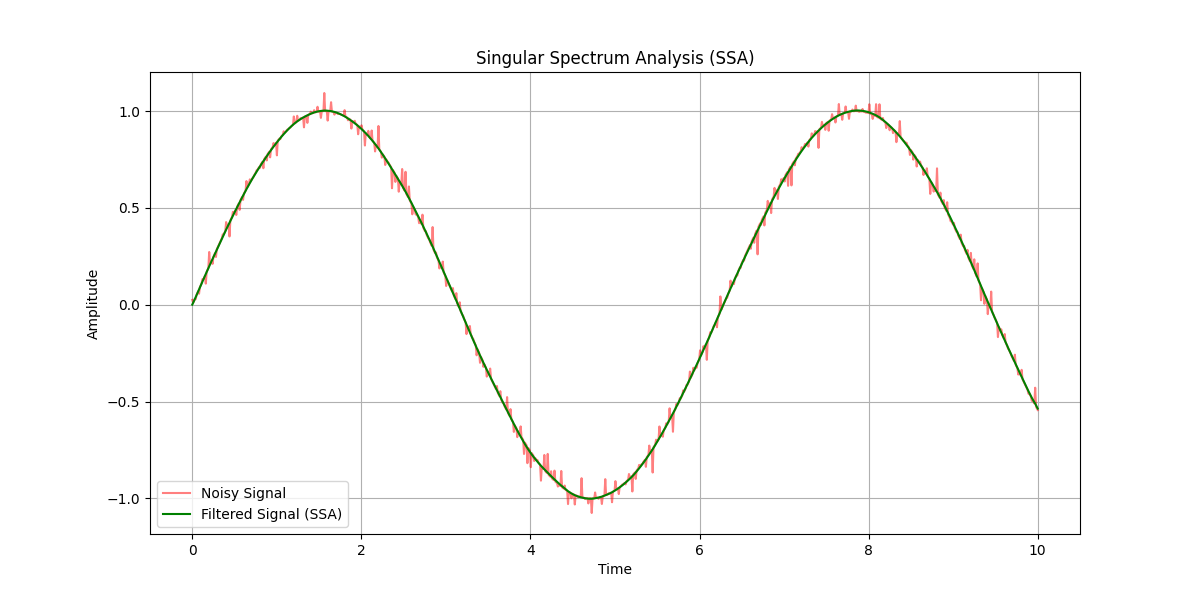 Singular Spectrum Analysis (SSA)
1.0
0.5
0.0
−0.5
−1.0
Amplitude
Noisy Signal
Filtered Signal (SSA)
0 2 4 6 8 10
Time